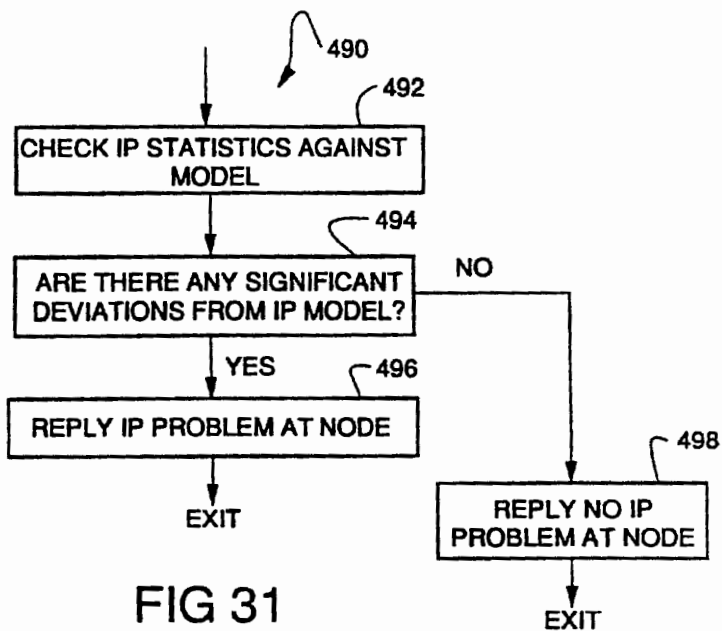 490
492
CHECK IP STATISTICS AGAINST
MODEL
494
ARE THERE ANY SIGNIFICANT
DEVIATIONS FROM IP MODEL?
NO
YES
496
REPLY IP PROBLEM AT NODE
498
EXIT
REPLY NO IP
PROBLEM AT NODE
FIG 31
EXIT